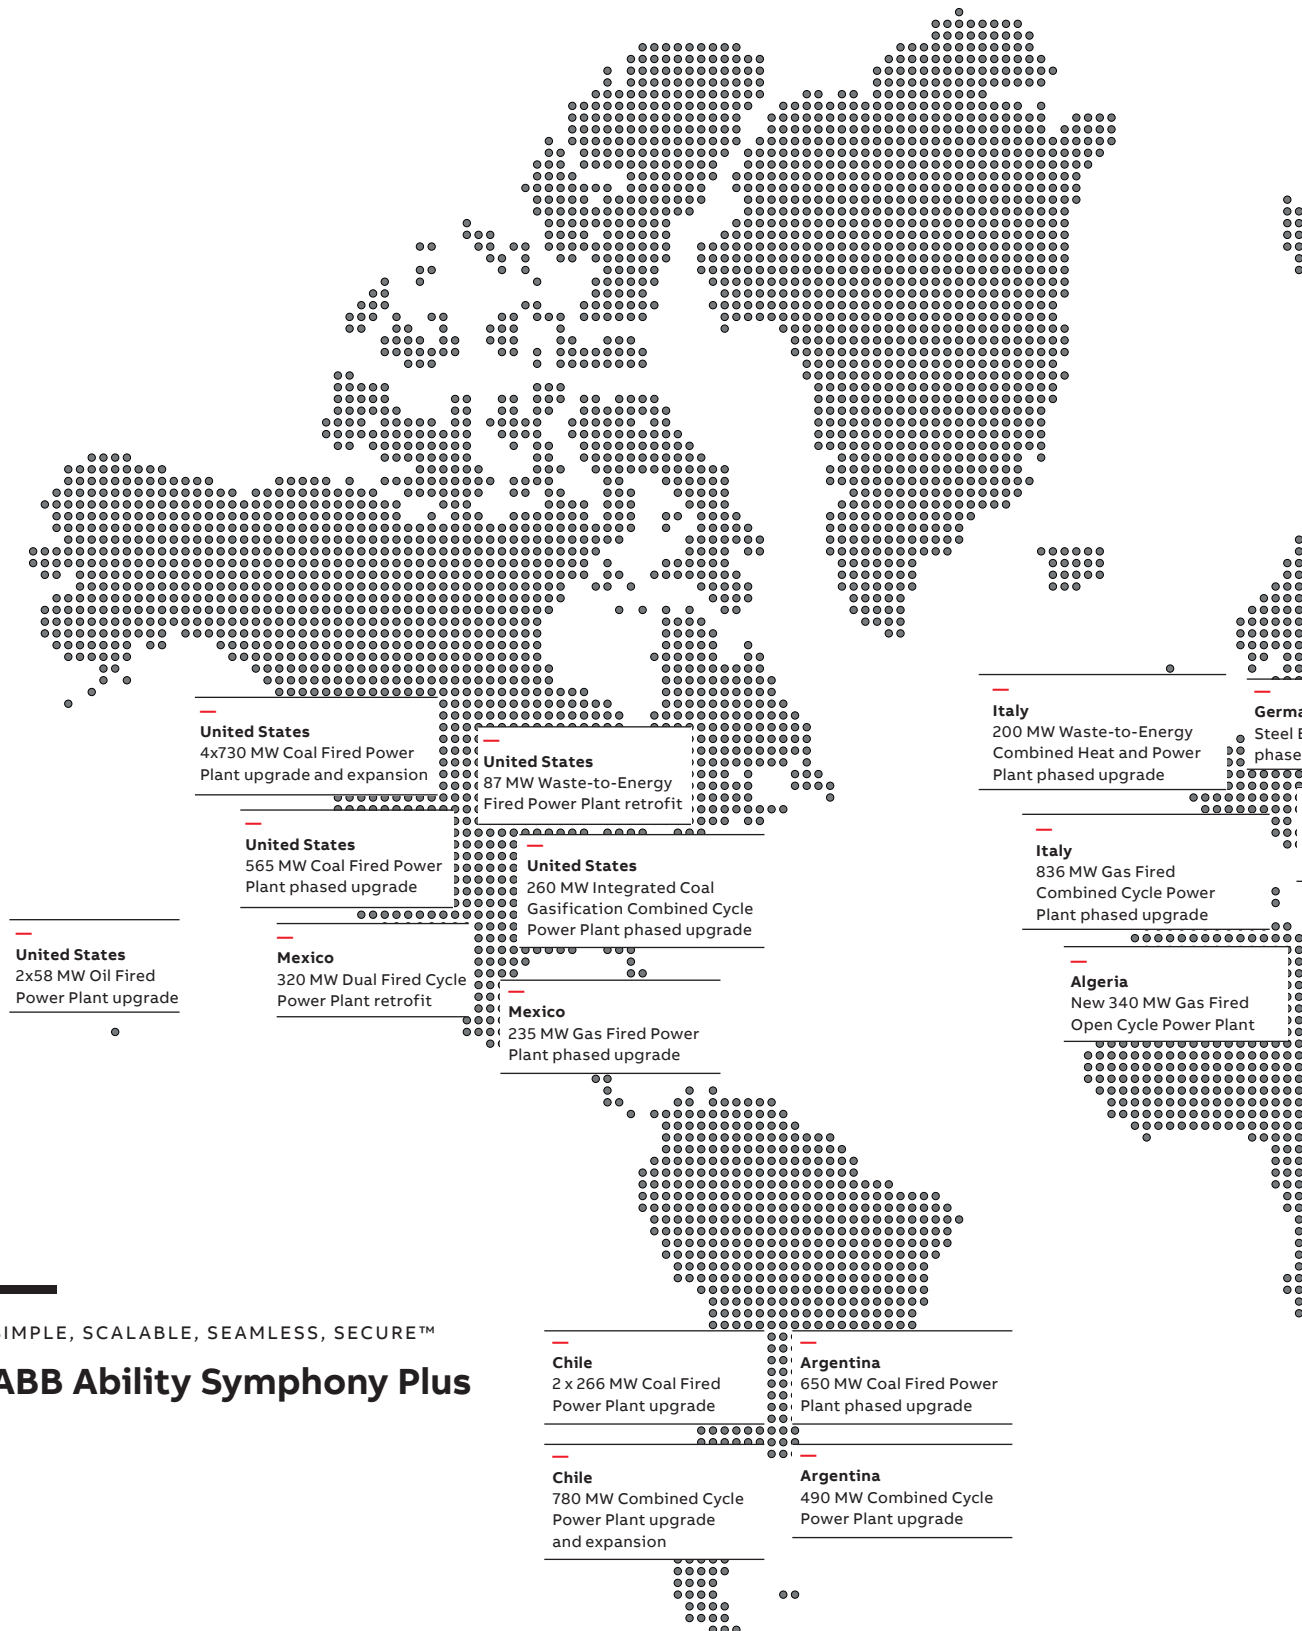 United States
4x730 MW Coal Fired Power
Plant upgrade and expansion
United States
87 MW Waste-to-Energy
Fired Power Plant retrofit
United States
565 MW Coal Fired Power
Plant phased upgrade
United States
260 MW Integrated Coal
Gasification Combined Cycle
Power Plant phased upgrade
United States
2x58 MW Oil Fired
Power Plant upgrade
Mexico
320 MW Dual Fired Cycle
Power Plant retrofit
Mexico
235 MW Gas Fired Power
Plant phased upgrade
Italy
200 MW Waste-to-Energy
Combined Heat and Power
Plant phased upgrade
Steel
phase
Italy
836 MW Gas Fired
Combined Cycle Power
Plant phased upgrade
Algeria
New 340 MW Gas Fired
Open Cycle Power Plant
SIMPLE, SCALABLE, SEAMLESS, SECURE™
ABB Ability Symphony Plus
Chile
2 x 266 MW Coal Fired
Power Plant upgrade
Argentina
650 MW Coal Fired Power
Plant phased upgrade
Chile
780 MW Combined Cycle
Power Plant upgrade
and expansion
Argentina
490 MW Combined Cycle
Power Plant upgrade